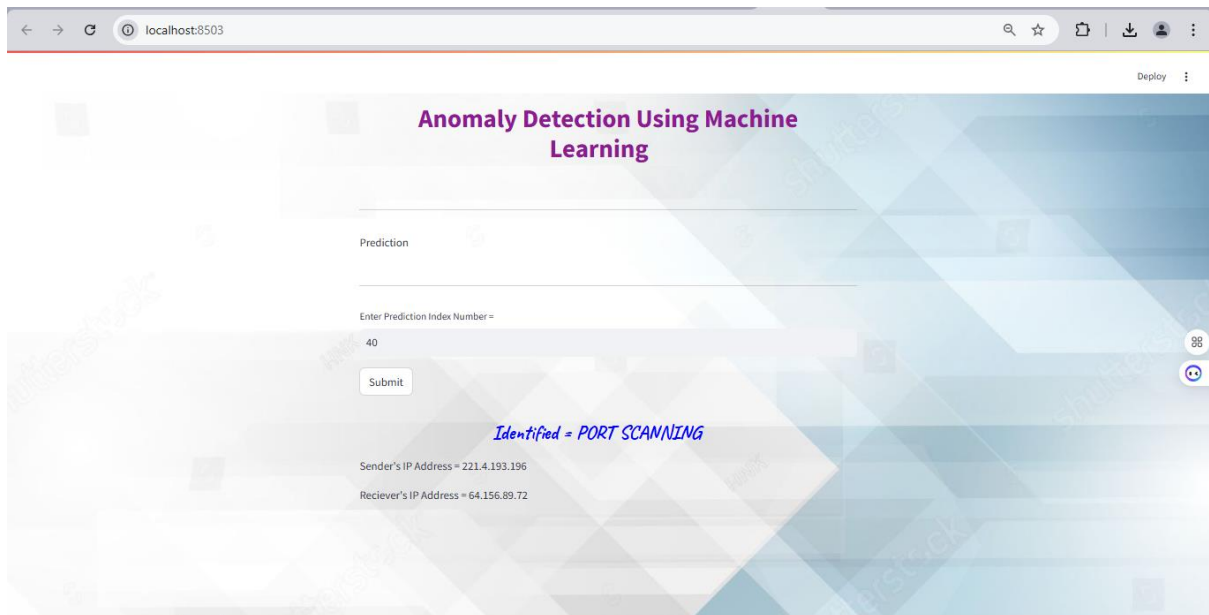 localhost:8503
Deploy
Anomaly Detection Using Machine
Learning
Prediction
Enter Prediction Index Number =
40
Submit
Identified = PORT SCANNING
Sender's IP Address = 221.4.193.196
Reciever's IP Address = 64.156.89.72